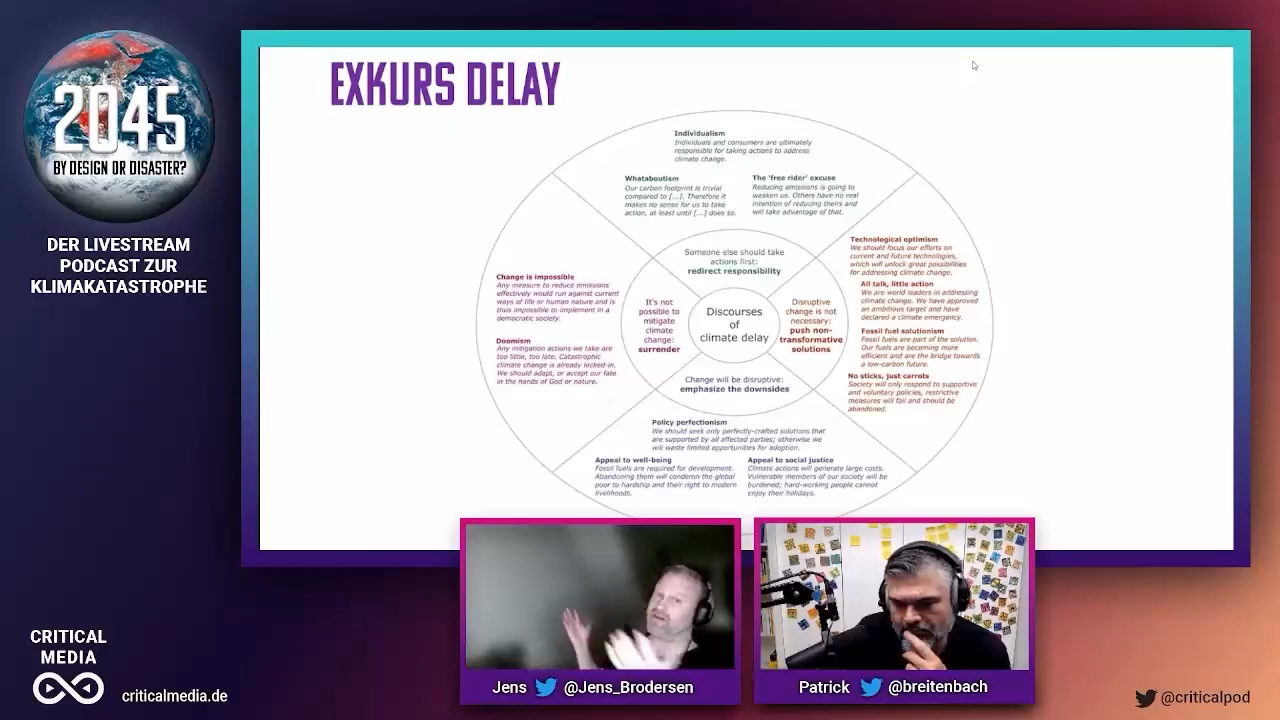 2045
BY DESIGN OR DISASTER?
DER LIVESTREAM
PODCAST ZUR
KLIMAKATASTROPHE
EXKURS DELAY
Individualism
Individuals and consumers are ultimately
responsible for taking actions to address
climate change.
Whataboutism
Our carbon footprint is trivial
compared to [...]. Therefore it
makes no sense for us to take
action, at least until [...] does so.
The 'free rider' excuse
Reducing emissions is going to
weaken us. Others have no real
intention of reducing theirs and
will take advantage of that.
Someone else should take
actions first:
redirect responsibility
Technological optimism
We should focus our efforts on
current and future technologies,
which will unlock great possibilities
for addressing climate change.
All talk, little action
We are world leaders in addressing
climate change. We have approved
an ambitious target and have
declared a climate emergency.
Fossil fuel solutionism
Fossil fuels are part of the solution.
Our fuels are becoming more
efficient and are the bridge towards
a low-carbon future.
No sticks, just carrots
Society will only respond to supportive
and voluntary policies, restrictive
measures will fail and should be
abandoned.
Disruptive
change is not
necessary:
push non-
transformative
solutions
Discourses
of
climate delay
It's not
possible to
mitigate
climate
change:
surrender
Change is impossible
Any measure to reduce emissions
effectively would run against current
ways of life or human nature and is
thus impossible to implement in a
democratic society.
Doomism
Any mitigation actions we take are
too little, too late. Catastrophic
climate change is already locked-in.
We should adapt, or accept our fate
in the hands of God or nature.
Change will be disruptive:
emphasize the downsides
Policy perfectionism
We should seek only perfectly-crafted solutions that
are supported by all affected parties; otherwise we
will waste limited opportunities for adoption.
Appeal to well-being
Fossil fuels are required for development.
Abandoning them will condemn the global
poor to hardship and their right to modern
livelihoods.
Appeal to social justice
Climate actions will generate large costs.
Vulnerable members of our society will be
burdened; hard-working people cannot
enjoy their holidays.
CRITICAL
MEDIA
criticalmedia.de
Jens @Jens_Brodersen
Patrick @breitenbach
@criticalpod